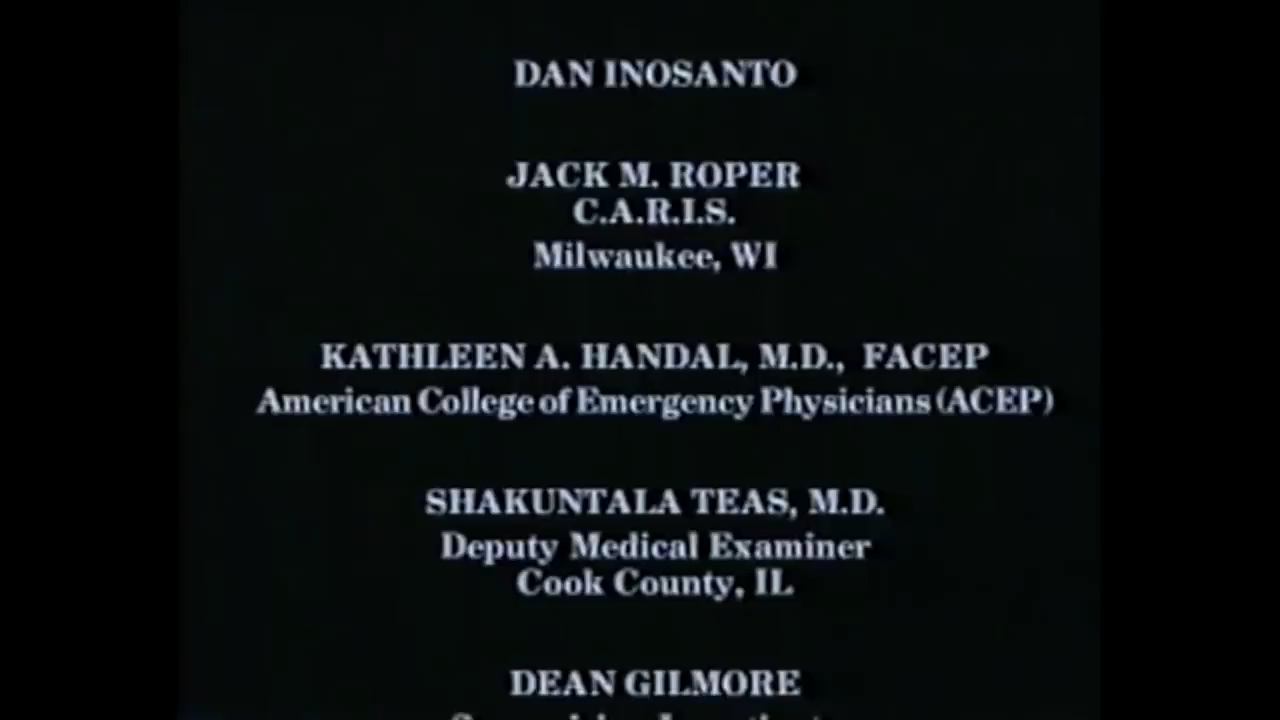 DAN INOSANTO
JACK M. ROPER
C.A.R.I.S.
Milwaukee, WI
KATHLEEN A. HANDAL, M.D., FACEP
American College of Emergency Physicians (ACEP)
SHAKUNTALA TEAS, M.D.
Deputy Medical Examiner
Cook County, IL
DEAN GILMORE